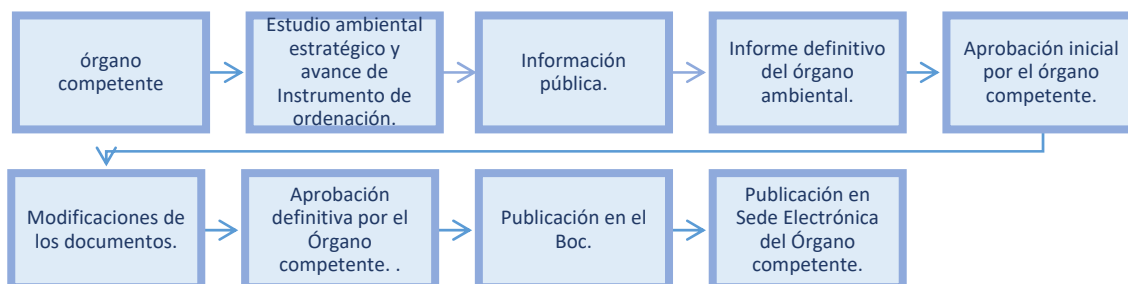 órgano
competente
Estudio ambiental
estratégico y
avance de
Instrumento de
ordenación.
Información
pública.
Informe definitivo
del órgano
ambiental.
Aprobación inicial
por el órgano
competente.
Modificaciones de
los documentos.
Aprobación
definitiva por el
Órgano
competente. .
Publicación en el
Boc.
Publicación en
Sede Electrónica
del Órgano
competente.